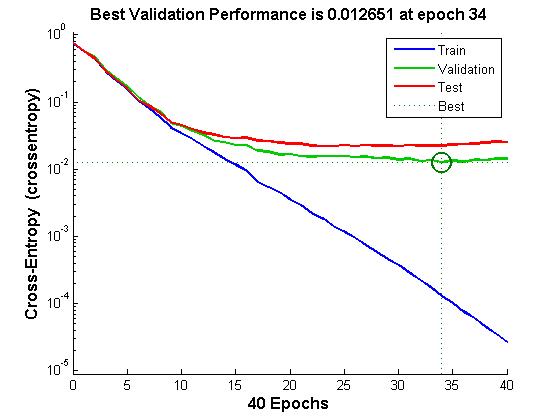 Best Validation Performance is 0.012651 at epoch 34
Cross-Entropy (crossentropy)
10^0
10^-1
10^-2
10^-3
10^-4
10^-5
Train
Validation
Test
Best
0 5 10 15 20 25 30 35 40
40 Epochs